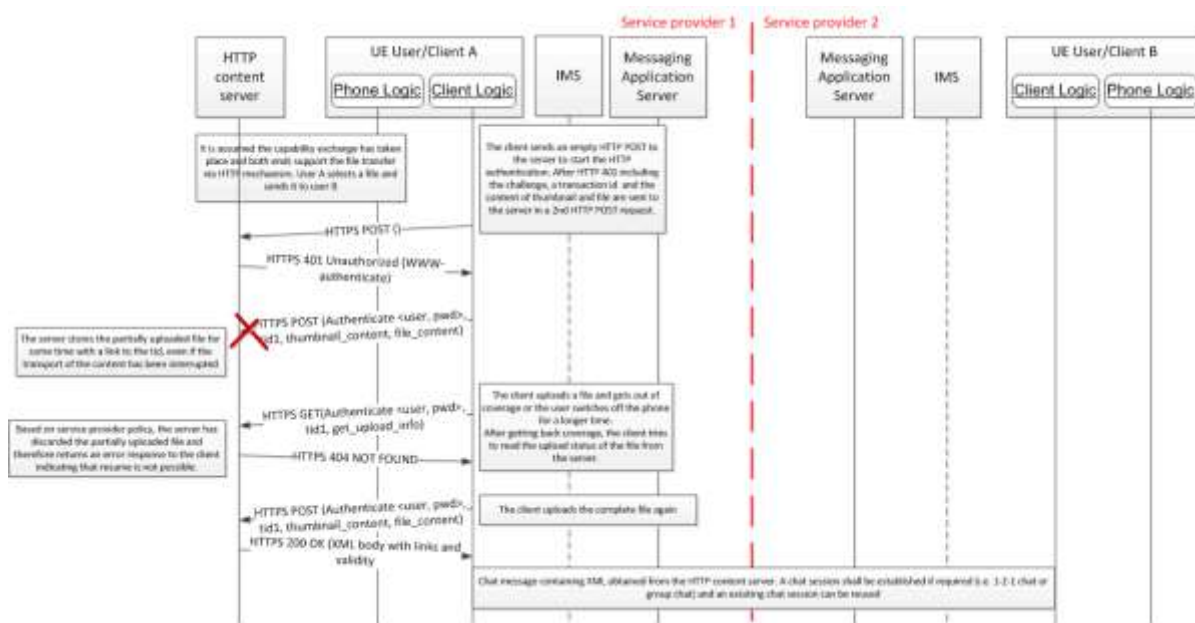 Service provider 1
Service provider 2
HTTP
content
server
UE User/Client A
Phone Logic
Client Logic
IMS
Messaging
Application
Server
Messaging
Application
Server
IMS
UE User/Client B
Client Logic
Phone Logic
It is assumed the capability exchange has taken
place and both ends support the file transfer
via HTTP mechanism. User A selects a file and
sends it to user B
The client sends an empty HTTP POST to
the server to start the HTTP
authentication. After HTTP 401 including
the challenge, a transaction id and the
content of thumbnail and file are sent to
the server in a 2nd HTTP POST request.
HTTPS POST ()
HTTPS 401 Unauthorized (WWW-
authenticate)
HTTPS POST (Authenticate <user, pwd>,
tid1, thumbnail_content, file_content)
The server stores the partially uploaded file for
some time with a link to the tid, even if the
transport of the content has been interrupted
HTTPS GET(Authenticate <user, pwd>,
tid1, get_upload_info)
The client uploads a file and gets out of
coverage or the user switches off the phone
for a longer time.
After getting back coverage, the client tries
to read the upload status of the file from
the server.
Based on service provider policy, the server has
discarded the partially uploaded file and
therefore returns an error response to the client
indicating that resume is not possible.
HTTPS 404 NOT FOUND
HTTPS POST (Authenticate <user, pwd>,
tid1, thumbnail_content, file_content)
The client uploads the complete file again
HTTPS 200 OK (XML body with links and
validity
Chat message containing XML, obtained from the HTTP content server. A chat session shall be established if required (i.e. 1-2-1 chat or
group chat) and an existing chat session can be reused